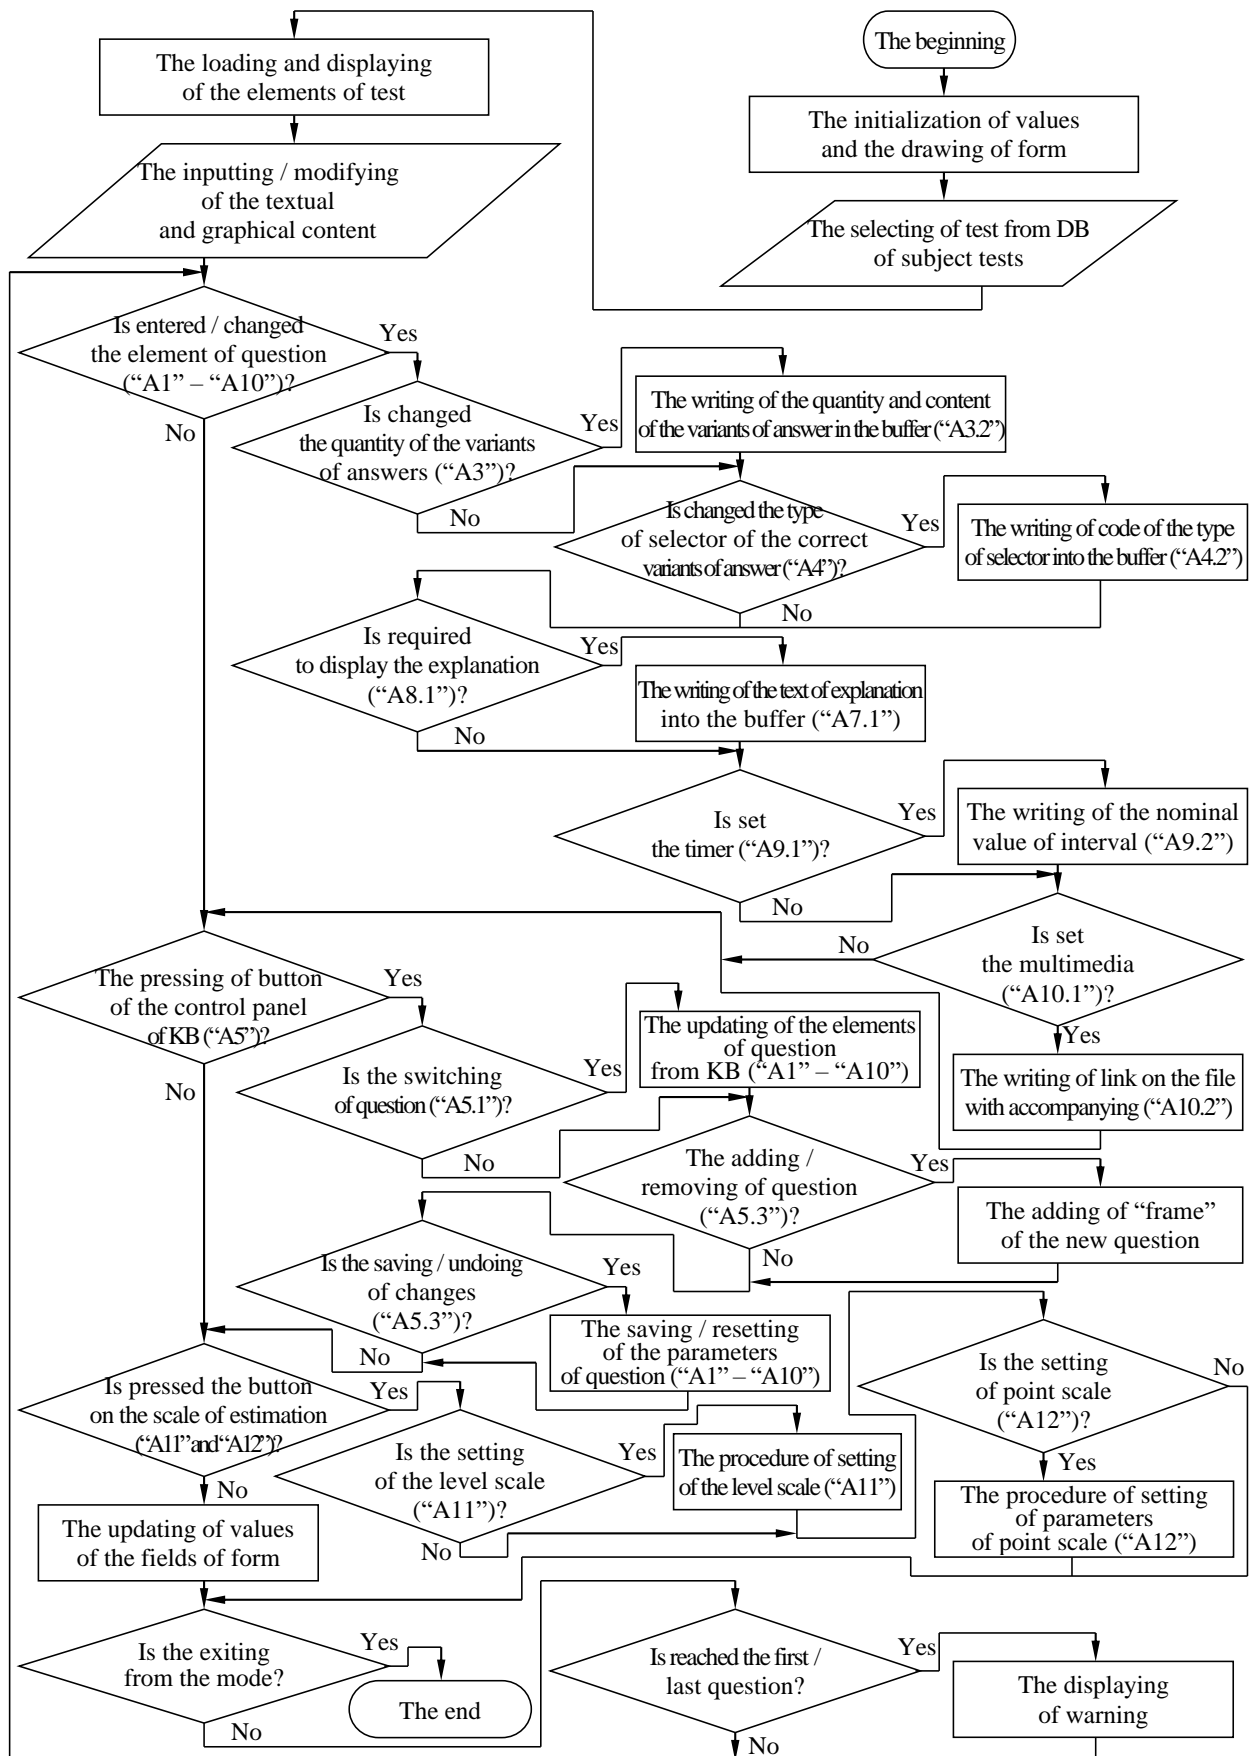 The beginning
The initialization of values
and the drawing of form
The selecting of test from DB
of subject tests
The loading and displaying
of the elements of test
The inputting / modifying
of the textual
and graphical content
Is entered / changed
the element of question
(“A1” – “A10”)?
Yes
No
Is changed
the quantity of the variants
of answers (“A3”)?
Yes
No
The writing of the quantity and content
of the variants of answer in the buffer (“A3.2”)
Is changed the type
of selector of the correct
variants of answer (“A4”)?
Yes
No
The writing of code of the type
of selector into the buffer (“A4.2”)
Is required
to display the explanation
(“A8.1”)?
Yes
No
The writing of the text of explanation
into the buffer (“A7.1”)
Is set
the timer (“A9.1”)?
Yes
No
The writing of the nominal
value of interval (“A9.2”)
Is set
the multimedia
(“A10.1”)?
No
Yes
The writing of link on the file
with accompanying (“A10.2”)
The pressing of button
of the control panel
of KB (“A5”)?
Yes
No
Is the switching
of question (“A5.1”)?
Yes
No
The updating of the elements
of question
from KB (“A1” – “A10”)
The adding /
removing of question
(“A5.3”)?
Yes
No
The adding of “frame”
of the new question
Is the saving / undoing
of changes
(“A5.3”)?
Yes
No
The saving / resetting
of the parameters
of question (“A1” – “A10”)
Is pressed the button
on the scale of estimation
(“A11” and “A12”)?
Yes
No
Is the setting
of the level scale
(“A11”)?
Yes
No
The procedure of setting
of the level scale (“A11”)
Is the setting
of point scale
(“A12”)?
No
Yes
The procedure of setting
of parameters
of point scale (“A12”)
The updating of values
of the fields of form
Is the exiting
from the mode?
Yes
No
The end
Is reached the first /
last question?
Yes
No
The displaying
of warning